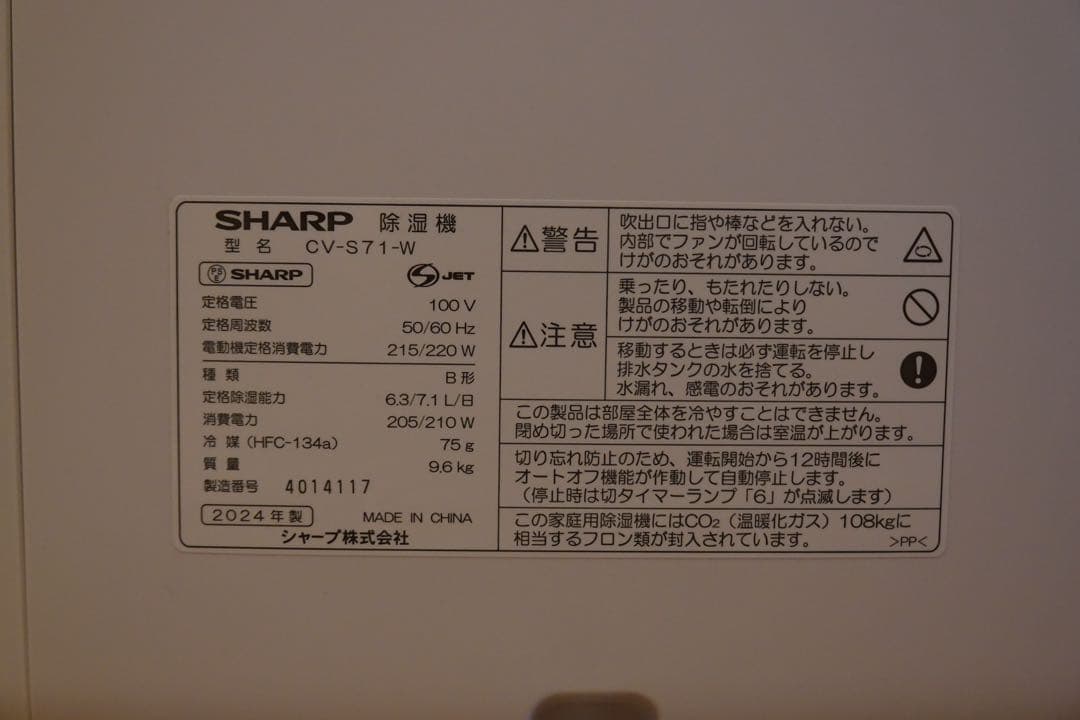 SHARP 除湿機
型名 CV-S71-W
PS E SHARP S JET
定格電圧 100 V
定格周波数 50/60 Hz
電動機定格消費電力 215/220 W
種類 B形
定格除湿能力 6.3/7.1 L/日
消費電力 205/210 W
冷媒(HFC-134a) 75 g
質量 9.6 kg
製造番号 4014117
2024年製 MADE IN CHINA
シャープ株式会社
警告
吹出口に指や棒などを入れない。
内部でファンが回転しているので
けがのおそれがあります。
注意
乗ったり、もたれたりしない。
製品の移動や転倒により
けがのおそれがあります。
移動するときは必ず運転を停止し
排水タンクの水を捨てる。
水漏れ、感電のおそれがあります。
この製品は部屋全体を冷やすことはできません。
閉め切った場所で使われた場合は室温が上がります。
切り忘れ防止のため、運転開始から12時間後に
オートオフ機能が作動して自動停止します。
(停止時は切タイマーランプ「6」が点滅します)
この家庭用除湿機にはCO₂(温暖化ガス)108kgに
相当するフロン類が封入されています。 >PP<